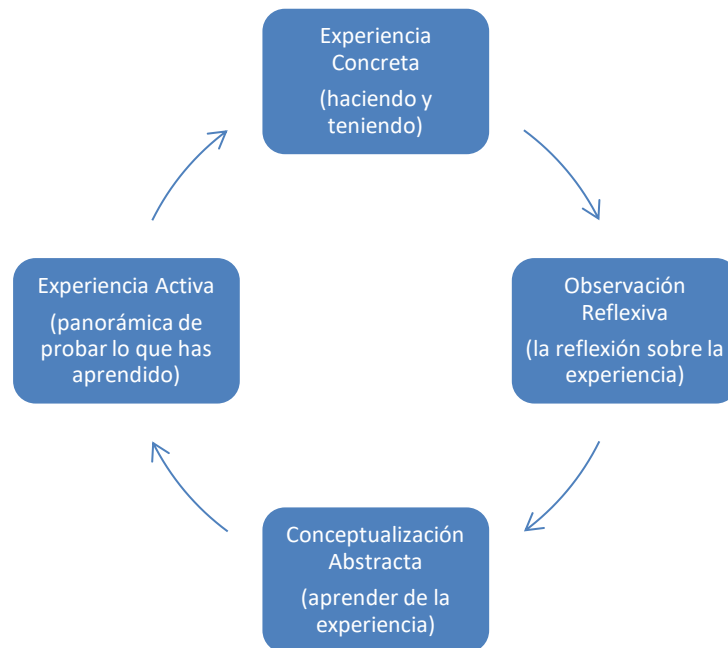 Experiencia
Concreta
(haciendo y
teniendo)
Observación
Reflexiva
(la reflexión sobre la
experiencia)
Conceptualización
Abstracta
(aprender de la
experiencia)
Experiencia Activa
(panorámica de
probar lo que has
aprendido)